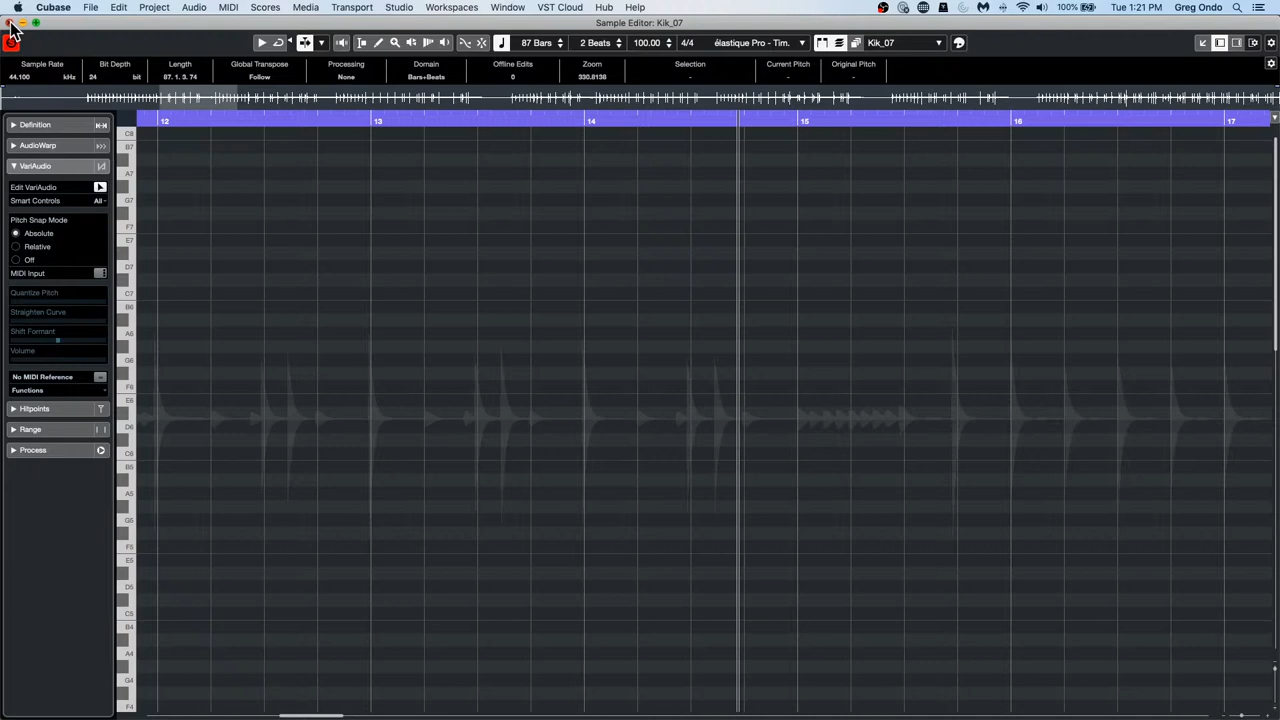 Cubase File Edit Project Audio MIDI Scores Media Transport Studio Workspaces Window VST Cloud Hub Help 100% Tue 1:21 PM Greg Ondo
Sample Editor: Kik_07
87 Bars 2 Beats 100.00 4/4 élastique Pro - Tim. Kik_07
Sample Rate Bit Depth Length Global Transpose Processing Domain Offline Edits Zoom Selection Current Pitch Original Pitch
44.100 kHz 24 bit 87. 1. 3. 74 Follow None Bars+Beats 0 330.8138 - - -
12 13 14 15 16 17
Definition
AudioWarp
VariAudio
Edit VariAudio
Smart Controls All
Pitch Snap Mode
Absolute
Relative
Off
MIDI Input
Quantize Pitch
Straighten Curve
Shift Formant
Volume
No MIDI Reference
Functions
Hitpoints
Range
Process
C8
B7
A7
G7
F7
E7
D7
C7
B6
A6
G6
F6
E6
D6
C6
B5
A5
G5
F5
E5
D5
C5
B4
A4
G4
F4